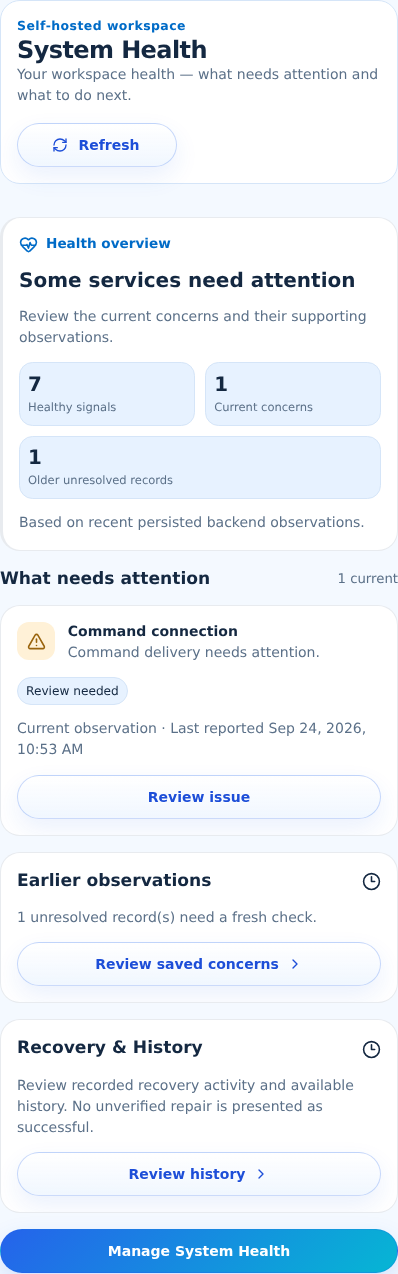 Self-hosted workspace
System Health
Your workspace health — what needs attention and
what to do next.
Refresh
Health overview
Some services need attention
Review the current concerns and their supporting
observations.
7
Healthy signals
1
Current concerns
1
Older unresolved records
Based on recent persisted backend observations.
What needs attention
1 current
Command connection
Command delivery needs attention.
Review needed
Current observation · Last reported Sep 24, 2026,
10:53 AM
Review issue
Earlier observations
1 unresolved record(s) need a fresh check.
Review saved concerns
Recovery & History
Review recorded recovery activity and available
history. No unverified repair is presented as
successful.
Review history
Manage System Health